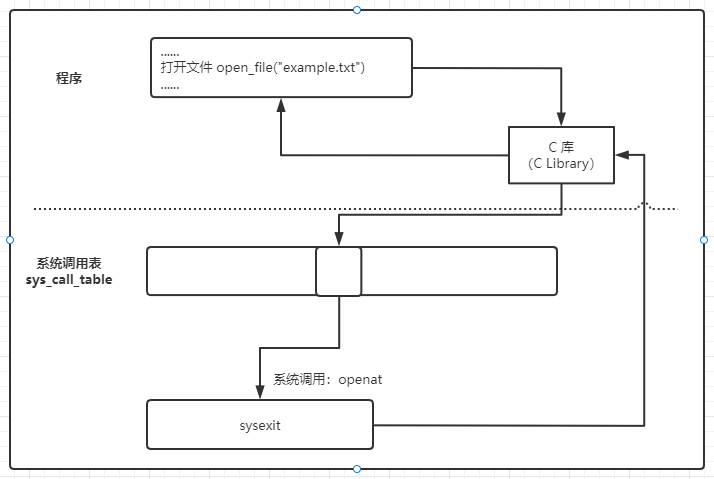 ......
打开文件 open_file("example.txt")
......
程序
C 库
（C Library）
系统调用表
sys_call_table
系统调用：openat
sysexit